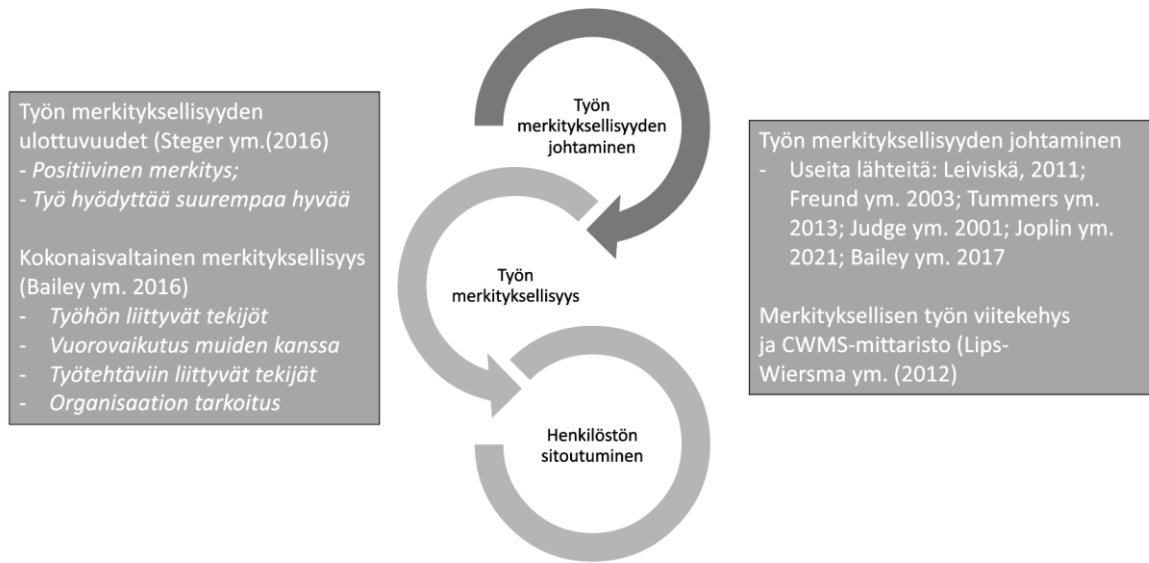 Työn merkityksellisyyden
ulottuvuudet (Steger ym.(2016)
- Positiivinen merkitys;
- Työ hyödyttää suurempaa hyvää
Kokonaisvaltainen merkityksellisyys
(Bailey ym. 2016)
- Työhön liittyvät tekijöt
- Vuorovaikutus muiden kanssa
- Työtehtäviin liittyvät tekijät
- Organisaation tarkoitus
Työn
merkityksellisyyden
johtaminen
Työn
merkityksellisyys
Henkilöstön
sitoutuminen
Työn merkityksellisyyden johtaminen
- Useita lähteitä: Leiviskä, 2011;
Freund ym. 2003; Tummers ym.
2013; Judge ym. 2001; Joplin ym.
2021; Bailey ym. 2017
Merkityksellisen työn viitekehys
ja CWMS-mittaristo (Lips-
Wiersma ym. (2012)